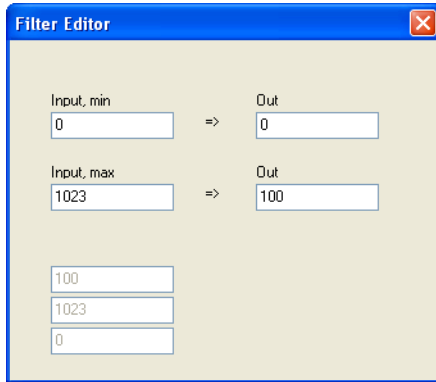 Filter Editor
Input, min Out
0 => 0
Input, max Out
1023 => 100
100
1023
0